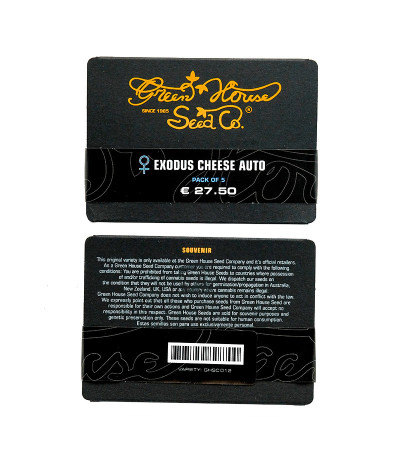 Green House
SINCE 1985
Seed Co.®
EXODUS CHEESE AUTO
PACK OF 5
€ 27.50
SOUVENIR
This original variety is only available at the Green House Seed Company and it's official retailers.
As a Green House Seed Company customer you are required to comply with the following
conditions: You are prohibited from taking Green House Seeds to countries where possession
of and/or trafficking of cannabis seeds is illegal. We dispatch our seeds on
the condition that they will not be used by others for germination/propagation in Australia,
New Zealand, UK, USA or any country where cannabis remains illegal.
Green House Seed Company does not wish to induce anyone to act in conflict with the law.
We expressly point out that all those who purchase seeds from Green House Seed are
responsible for their own actions and Green House Seed Company will accept no
responsibility in this respect. Green House Seeds are sold for souvenir purposes and
genetic preservation only. These seeds are not suitable for human consumption.
Estas semillas son para uso exclusivamente personal.
VARIETY GHSC012